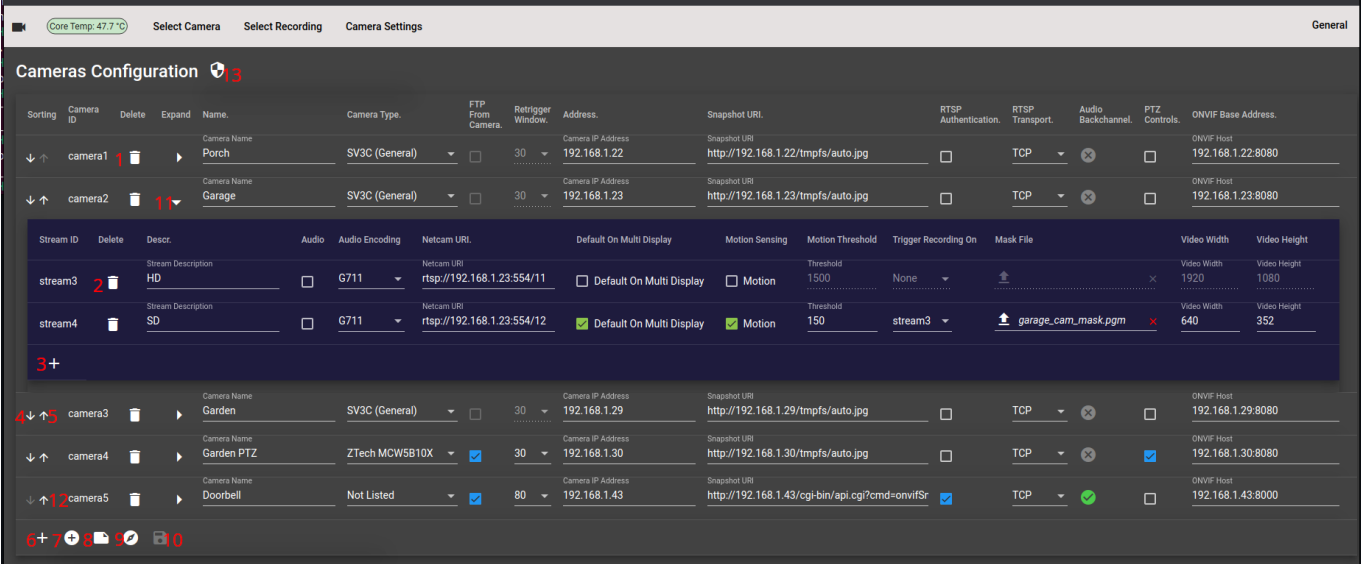 Core Temp: 47.7 °C Select Camera Select Recording Camera Settings General
Cameras Configuration 13
Sorting Camera ID Delete Expand Name. Camera Type. FTP From Camera. Retrigger Window. Address. Snapshot URI. RTSP Authentication. RTSP Transport. Audio Backchannel. PTZ Controls. ONVIF Base Address.
Camera Name Camera IP Address Snapshot URI ONVIF Host
camera1 1 Porch SV3C (General) 30 192.168.1.22 http://192.168.1.22/tmpfs/auto.jpg TCP 192.168.1.22:8080
Camera Name Camera IP Address Snapshot URI ONVIF Host
camera2 11 Garage SV3C (General) 30 192.168.1.23 http://192.168.1.23/tmpfs/auto.jpg TCP 192.168.1.23:8080
Stream ID Delete Descr. Audio Audio Encoding Netcam URI. Default On Multi Display Motion Sensing Motion Threshold Trigger Recording On Mask File Video Width Video Height
Stream Description Netcam URI Threshold Video Width Video Height
stream3 2 HD G711 rtsp://192.168.1.23:554/11 Default On Multi Display Motion 1500 None 1920 1080
Stream Description Netcam URI Threshold Video Width Video Height
stream4 SD G711 rtsp://192.168.1.23:554/12 Default On Multi Display Motion 150 stream3 garage_cam_mask.pgm 640 352
3
Camera Name Camera IP Address Snapshot URI ONVIF Host
4 5 camera3 Garden SV3C (General) 30 192.168.1.29 http://192.168.1.29/tmpfs/auto.jpg TCP 192.168.1.29:8080
Camera Name Camera IP Address Snapshot URI ONVIF Host
camera4 Garden PTZ ZTech MCW5B10X 30 192.168.1.30 http://192.168.1.30/tmpfs/auto.jpg TCP 192.168.1.30:8080
Camera Name Camera IP Address Snapshot URI ONVIF Host
12 camera5 Doorbell Not Listed 80 192.168.1.43 http://192.168.1.43/cgi-bin/api.cgi?cmd=onvifSr TCP 192.168.1.43:8000
6 7 8 9 10